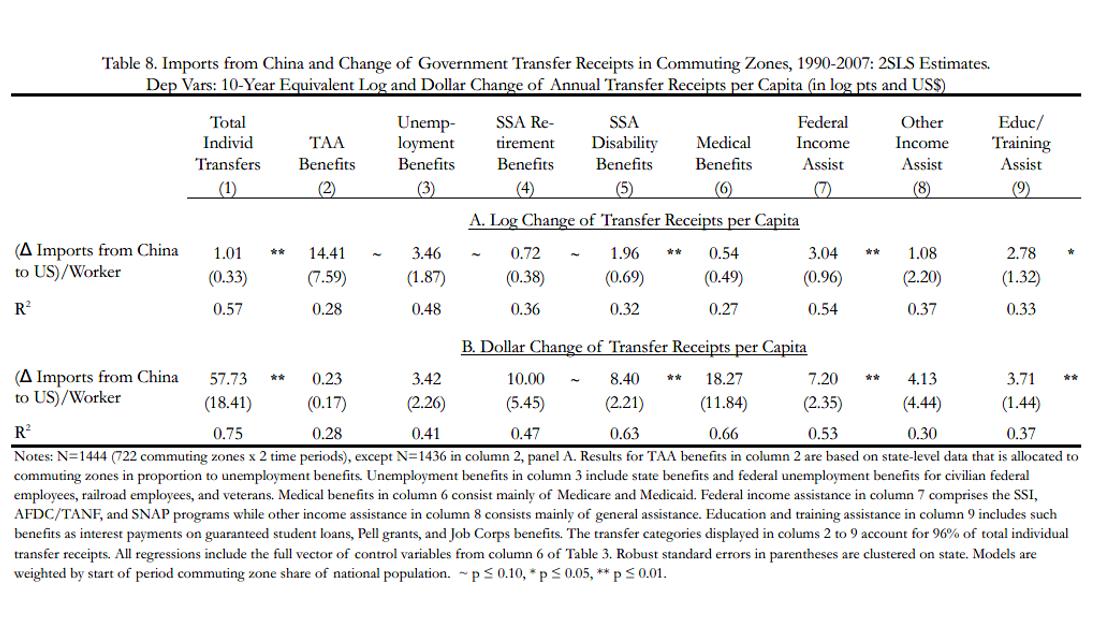 Table 8. Imports from China and Change of Government Transfer Receipts in Commuting Zones, 1990-2007: 2SLS Estimates.
Dep Vars: 10-Year Equivalent Log and Dollar Change of Annual Transfer Receipts per Capita (in log pts and US$)
Total Unemp- SSA Re- SSA Federal Other Educ/
Individ TAA loyment tirement Disability Medical Income Income Training
Transfers Benefits Benefits Benefits Benefits Benefits Assist Assist Assist
(1) (2) (3) (4) (5) (6) (7) (8) (9)
A. Log Change of Transfer Receipts per Capita
(Δ Imports from China 1.01 ** 14.41 ~ 3.46 ~ 0.72 ~ 1.96 ** 0.54 3.04 ** 1.08 2.78 *
to US)/Worker (0.33) (7.59) (1.87) (0.38) (0.69) (0.49) (0.96) (2.20) (1.32)
R² 0.57 0.28 0.48 0.36 0.32 0.27 0.54 0.37 0.33
B. Dollar Change of Transfer Receipts per Capita
(Δ Imports from China 57.73 ** 0.23 3.42 10.00 ~ 8.40 ** 18.27 7.20 ** 4.13 3.71 **
to US)/Worker (18.41) (0.17) (2.26) (5.45) (2.21) (11.84) (2.35) (4.44) (1.44)
R² 0.75 0.28 0.41 0.47 0.63 0.66 0.53 0.30 0.37
Notes: N=1444 (722 commuting zones x 2 time periods), except N=1436 in column 2, panel A. Results for TAA benefits in column 2 are based on state-level data that is allocated to
commuting zones in proportion to unemployment benefits. Unemployment benefits in column 3 include state benefits and federal unemployment benefits for civilian federal
employees, railroad employees, and veterans. Medical benefits in column 6 consist mainly of Medicare and Medicaid. Federal income assistance in column 7 comprises the SSI,
AFDC/TANF, and SNAP programs while other income assistance in column 8 consists mainly of general assistance. Education and training assistance in column 9 includes such
benefits as interest payments on guaranteed student loans, Pell grants, and Job Corps benefits. The transfer categories displayed in colums 2 to 9 account for 96% of total individual
transfer receipts. All regressions include the full vector of control variables from column 6 of Table 3. Robust standard errors in parentheses are clustered on state. Models are
weighted by start of period commuting zone share of national population. ~ p ≤ 0.10, * p ≤ 0.05, ** p ≤ 0.01.